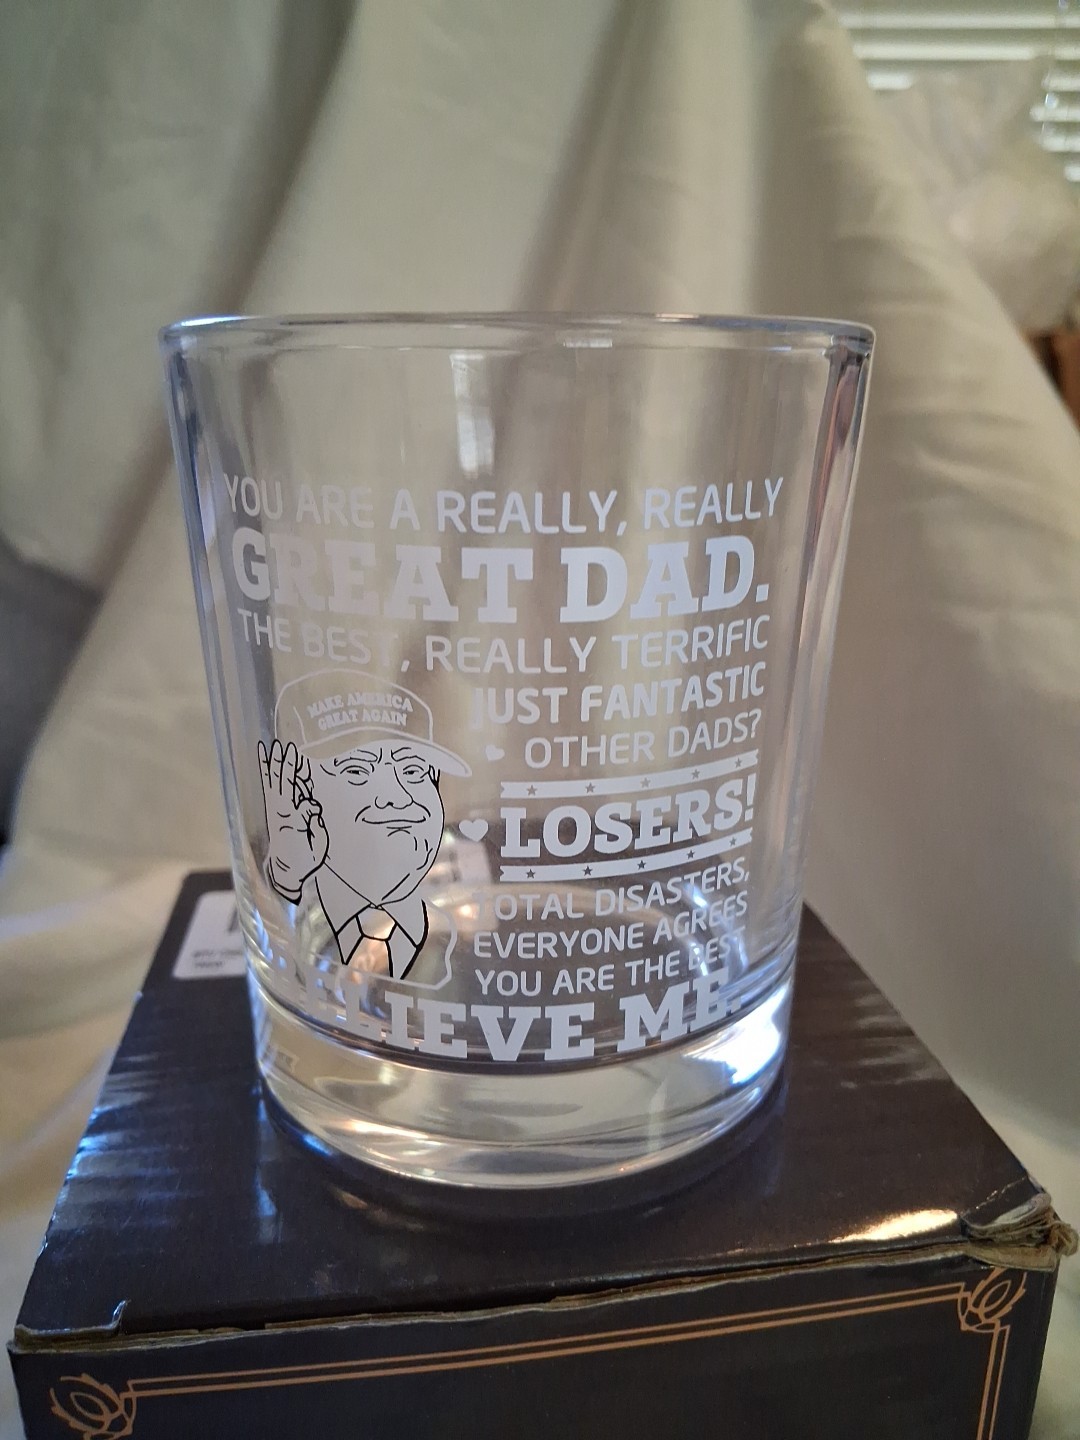 YOU ARE A REALLY, REALLY
GREAT DAD.
THE BEST, REALLY TERRIFIC
JUST FANTASTIC
OTHER DADS?
MAKE AMERICA
GREAT AGAIN
LOSERS!
TOTAL DISASTERS,
EVERYONE AGREES
YOU ARE THE BEST
BELIEVE ME.